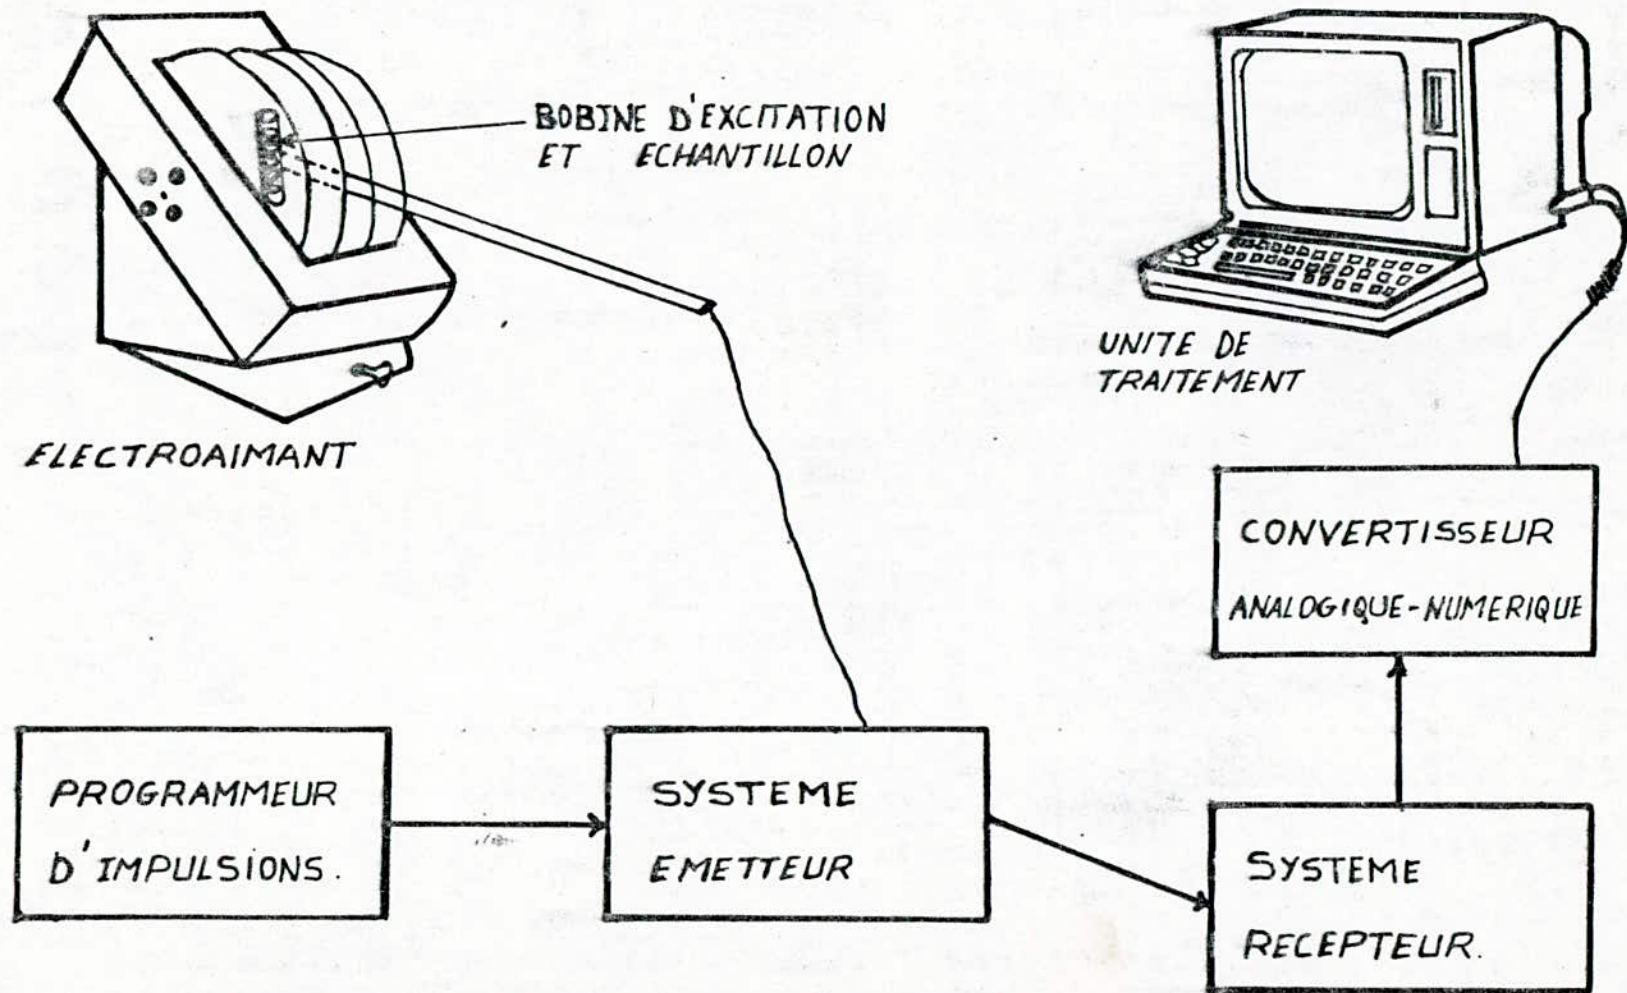 BOBINE D'EXCITATION
ET ECHANTILLON
UNITE DE
TRAITEMENT
ELECTROAIMANT
CONVERTISSEUR
ANALOGIQUE-NUMERIQUE
PROGRAMMEUR
D'IMPULSIONS.
SYSTEME
EMETTEUR
SYSTEME
RECEPTEUR.